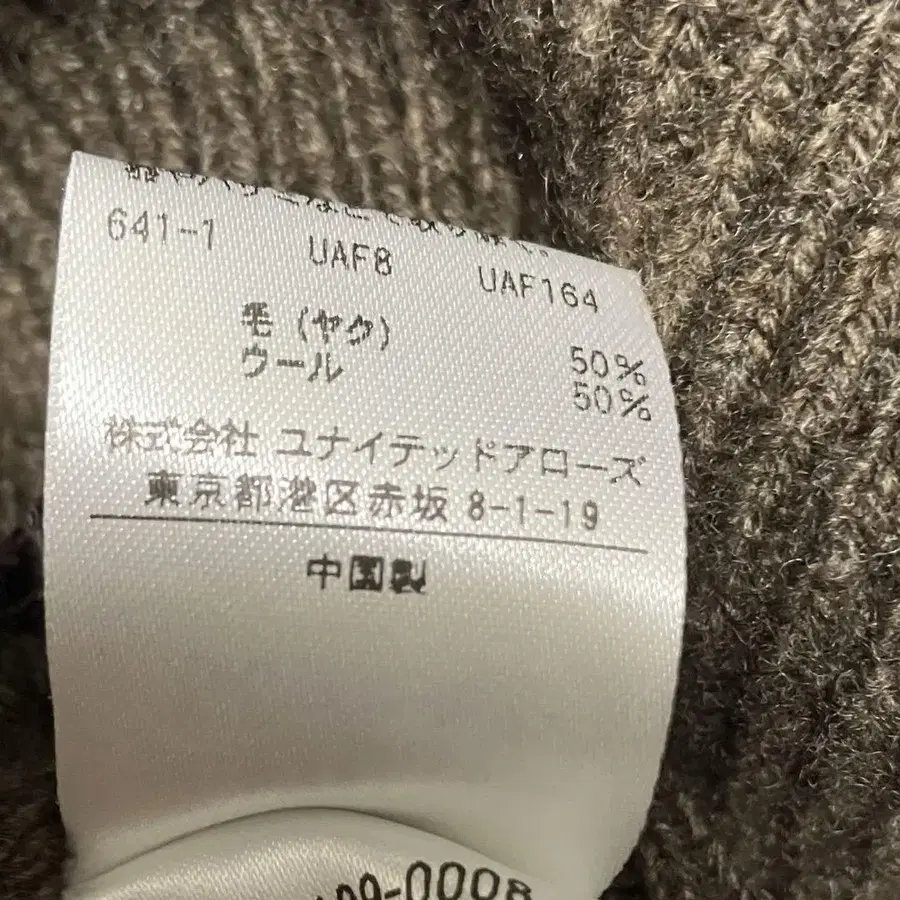 641-1 UAF8 UAF164
毛 (ヤク) 50%
ウール 50%
株式会社 ユナイテッドアローズ
東京都港区赤坂 8-1-19
中国製
-0008